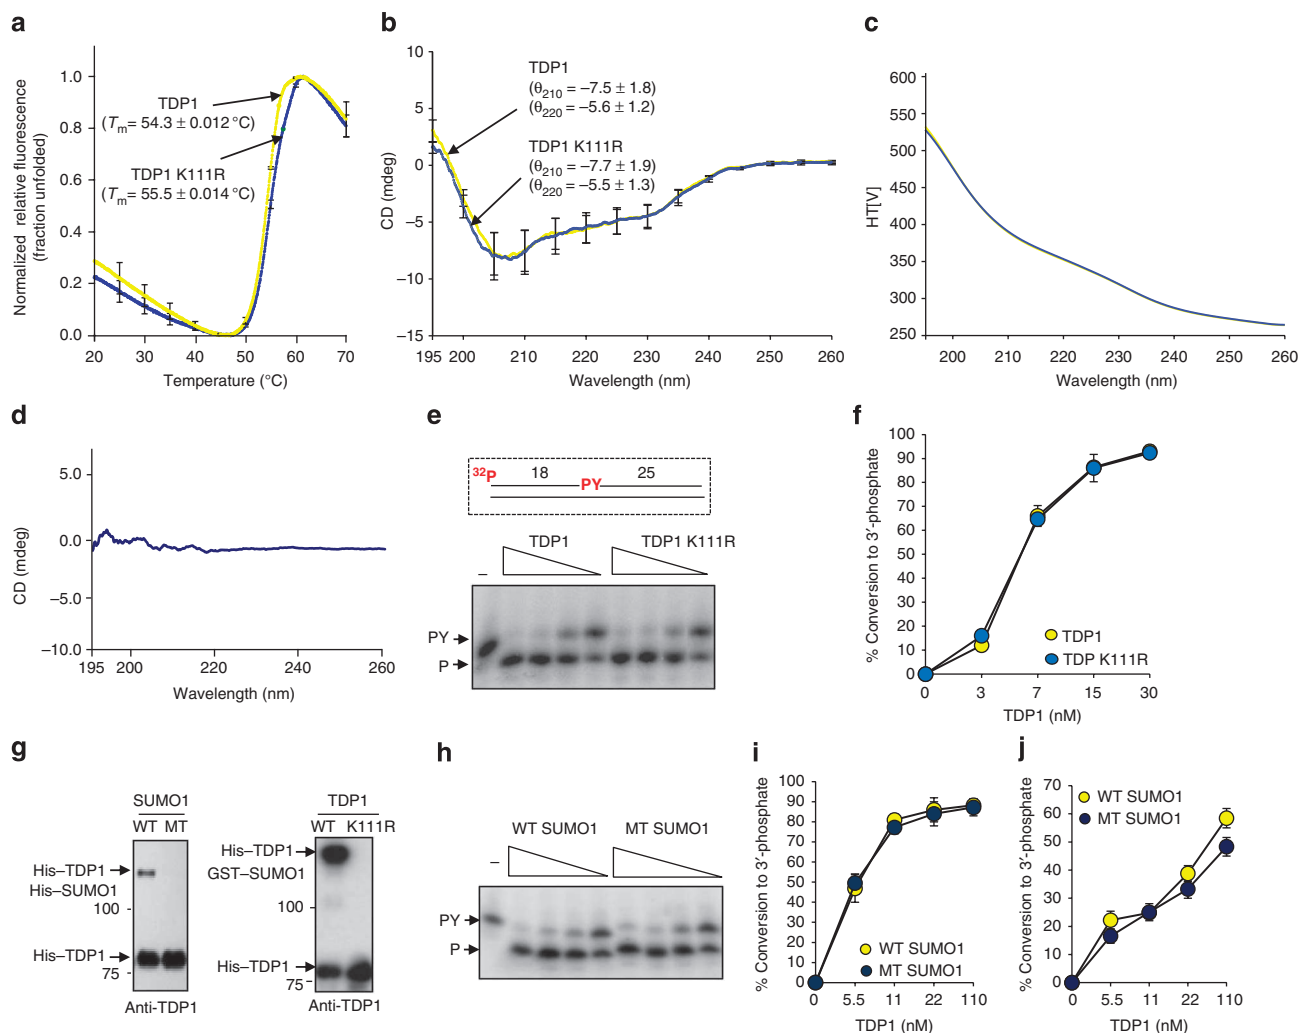 a
Normalized relative fluorescence
(fraction unfolded)
1.0
0.8
0.6
0.4
0.2
0.0
20
30
40
50
60
70
Temperature (°C)
TDP1
(Tm= 54.3 ± 0.012 °C)
TDP1 K111R
(Tm= 55.5 ± 0.014 °C)
b
CD (mdeg)
10
5
0
−5
−10
−15
195
200
210
220
230
240
250
260
Wavelength (nm)
TDP1
(θ210 = −7.5 ± 1.8)
(θ220 = −5.6 ± 1.2)
TDP1 K111R
(θ210 = −7.7 ± 1.9)
(θ220 = −5.5 ± 1.3)
c
HT[V]
600
550
500
450
400
350
300
250
200
210
220
230
240
250
260
Wavelength (nm)
d
CD (mdeg)
5.0
0.0
−5.0
−10.0
195
200
220
240
260
Wavelength (nm)
e
32P
18
PY
25
TDP1
TDP1 K111R
−
PY
P
f
% Conversion to 3′-phosphate
100
90
80
70
60
50
40
30
20
10
0
0
3
7
15
30
TDP1 (nM)
TDP1
TDP K111R
g
SUMO1
WT MT
His–TDP1
His–SUMO1
100
His–TDP1
75
Anti-TDP1
TDP1
WT K111R
His–TDP1
GST–SUMO1
100
His–TDP1
75
Anti-TDP1
h
WT SUMO1
MT SUMO1
−
PY
P
i
% Conversion to 3′-phosphate
100
90
80
70
60
50
40
30
20
10
0
0
5.5
11
22
110
TDP1 (nM)
WT SUMO1
MT SUMO1
j
% Conversion to 3′-phosphate
70
60
50
40
30
20
10
0
0
5.5
11
22
110
TDP1 (nM)
WT SUMO1
MT SUMO1